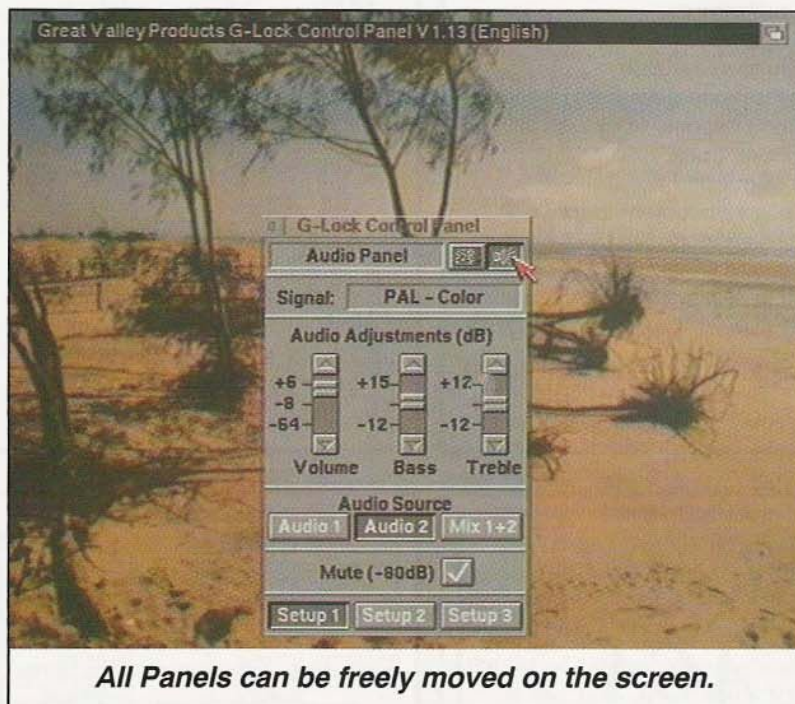 Great Valley Products G-Lock Control Panel V 1.13 (English)
G-Lock Control Panel
Audio Panel
Signal: PAL - Color
Audio Adjustments (dB)
+6 +15 +12
-8
-64 -12 -12
Volume Bass Treble
Audio Source
Audio 1 Audio 2 Mix 1+2
Mute (-80dB)
Setup 1 Setup 2 Setup 3
All Panels can be freely moved on the screen.